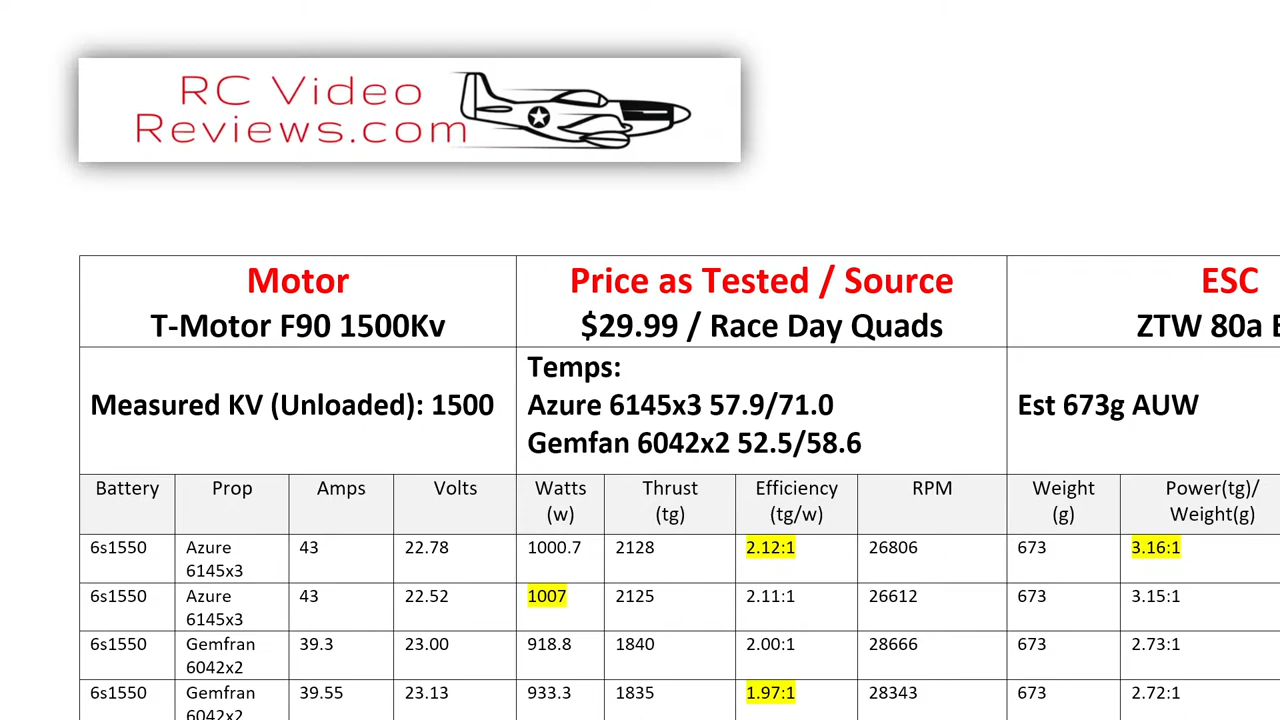 RC Video
Reviews.com
Motor
T-Motor F90 1500Kv
Price as Tested / Source
$29.99 / Race Day Quads
ESC
ZTW 80a
Measured KV (Unloaded): 1500
Temps:
Azure 6145x3 57.9/71.0
Gemfan 6042x2 52.5/58.6
Est 673g AUW
Battery Prop Amps Volts Watts (w) Thrust (tg) Efficiency (tg/w) RPM Weight (g) Power(tg)/ Weight(g)
6s1550 Azure 6145x3 43 22.78 1000.7 2128 2.12:1 26806 673 3.16:1
6s1550 Azure 6145x3 43 22.52 1007 2125 2.11:1 26612 673 3.15:1
6s1550 Gemfran 6042x2 39.3 23.00 918.8 1840 2.00:1 28666 673 2.73:1
6s1550 Gemfran 6042x2 39.55 23.13 933.3 1835 1.97:1 28343 673 2.72:1